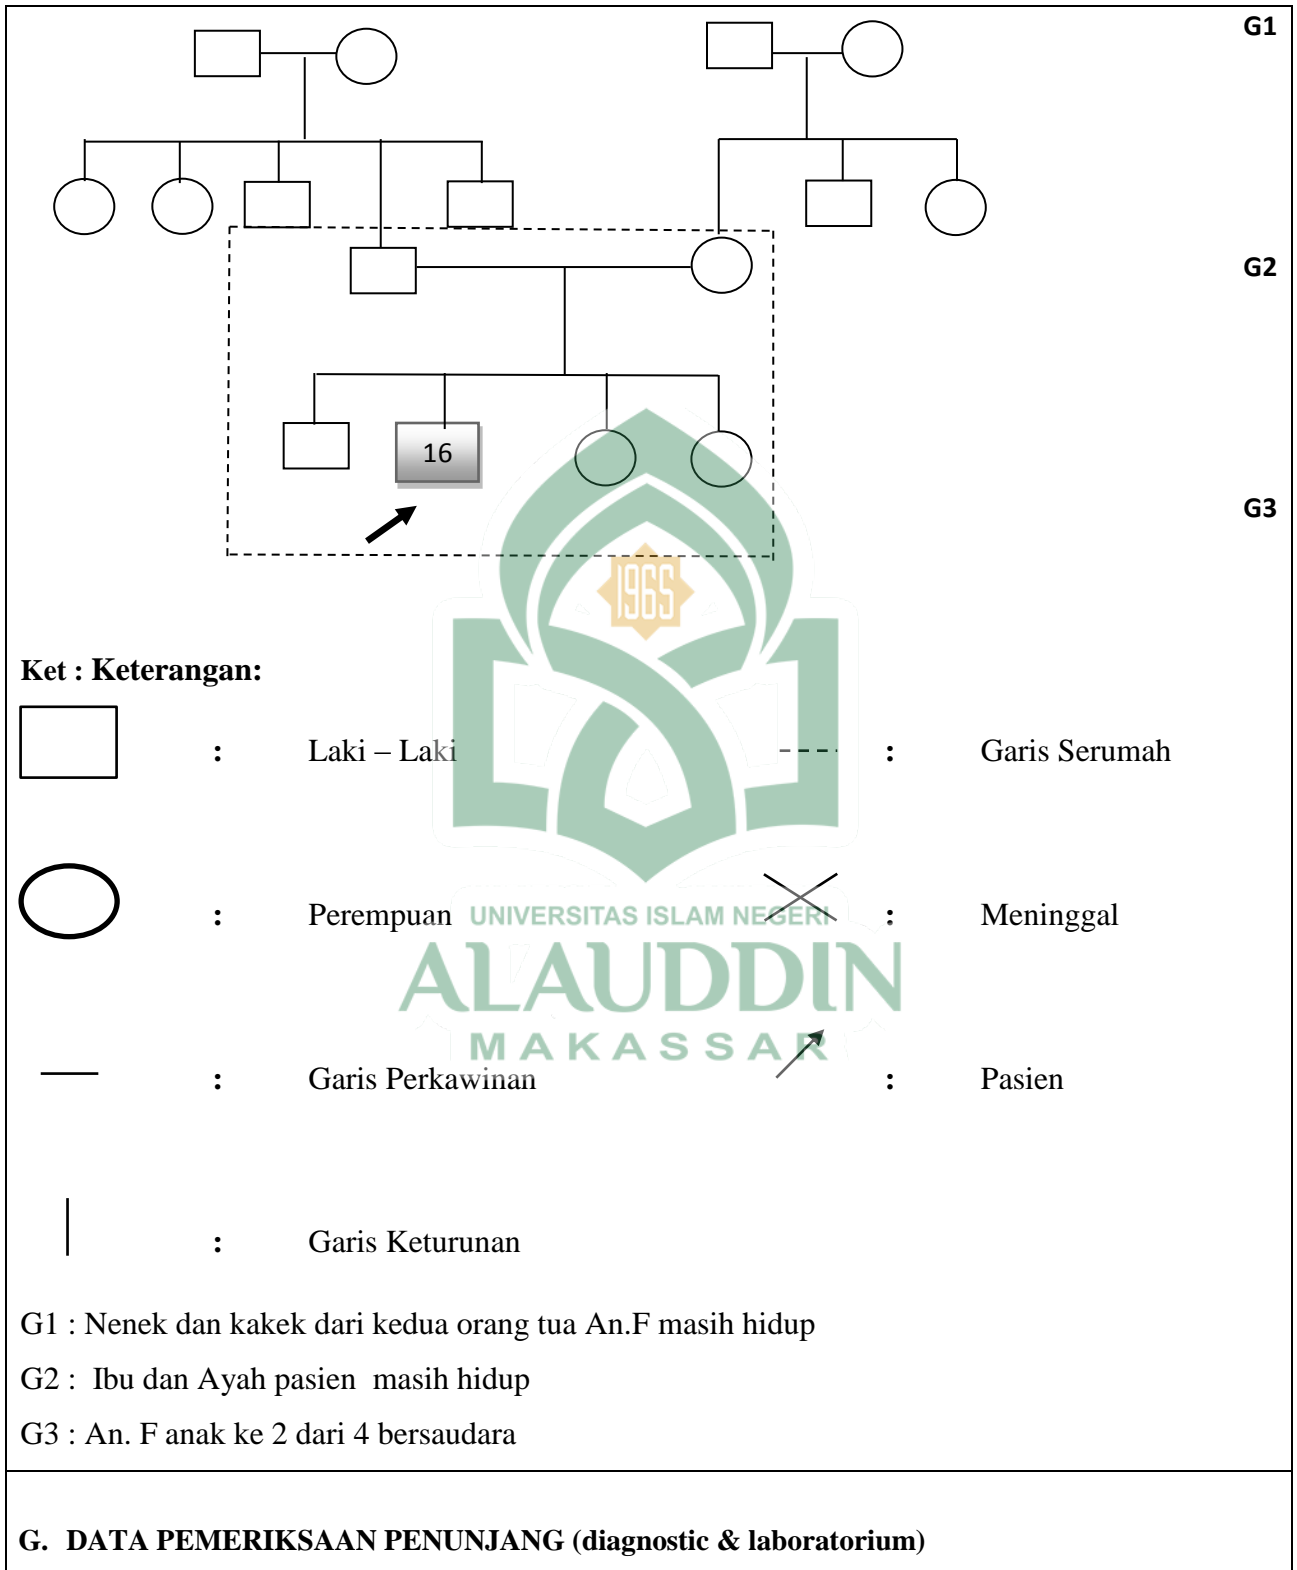 G1
G2
16
G3
1965
Ket : Keterangan:
: Laki – Laki : Garis Serumah
: Perempuan : Meninggal
UNIVERSITAS ISLAM NEGERI
ALAUDDIN
MAKASSAR
: Garis Perkawinan : Pasien
: Garis Keturunan
G1 : Nenek dan kakek dari kedua orang tua An.F masih hidup
G2 : Ibu dan Ayah pasien masih hidup
G3 : An. F anak ke 2 dari 4 bersaudara
G. DATA PEMERIKSAAN PENUNJANG (diagnostic & laboratorium)